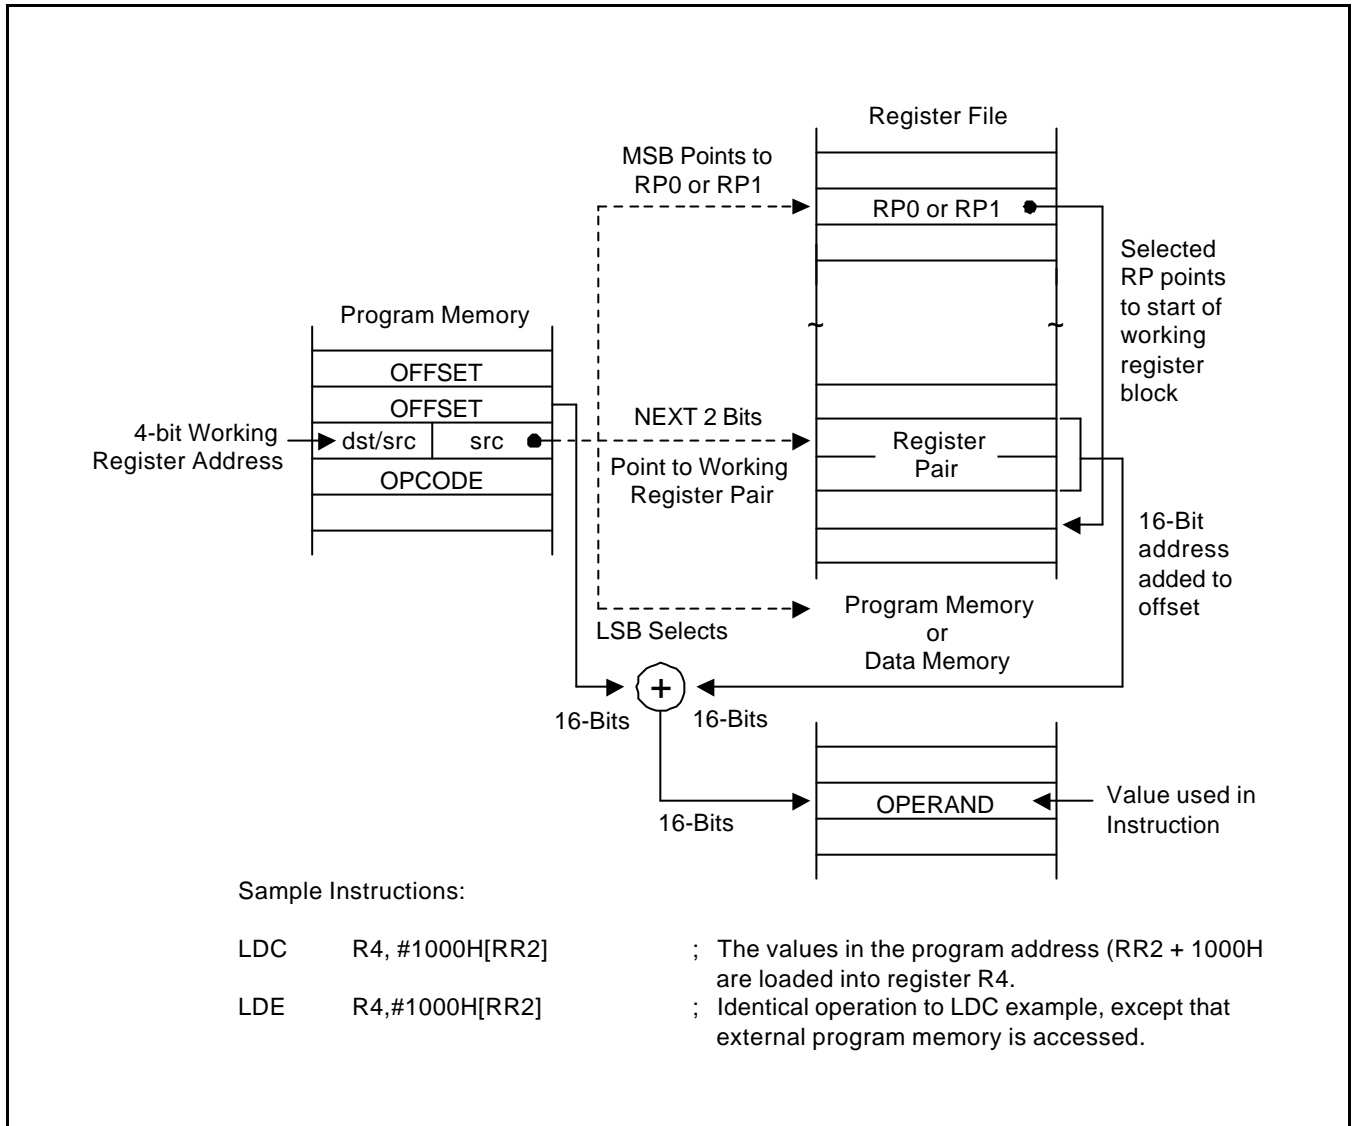 Register File
MSB Points to
RP0 or RP1
RP0 or RP1
Selected
RP points
to start of
working
register
block
Program Memory
OFFSET
OFFSET
4-bit Working
Register Address
dst/src
src
OPCODE
NEXT 2 Bits
Point to Working
Register Pair
Register
Pair
16-Bit
address
added to
offset
LSB Selects
Program Memory
or
Data Memory
+
16-Bits
16-Bits
16-Bits
OPERAND
Value used in
Instruction
Sample Instructions:
LDC R4, #1000H[RR2] ; The values in the program address (RR2 + 1000H
are loaded into register R4.
LDE R4,#1000H[RR2] ; Identical operation to LDC example, except that
external program memory is accessed.